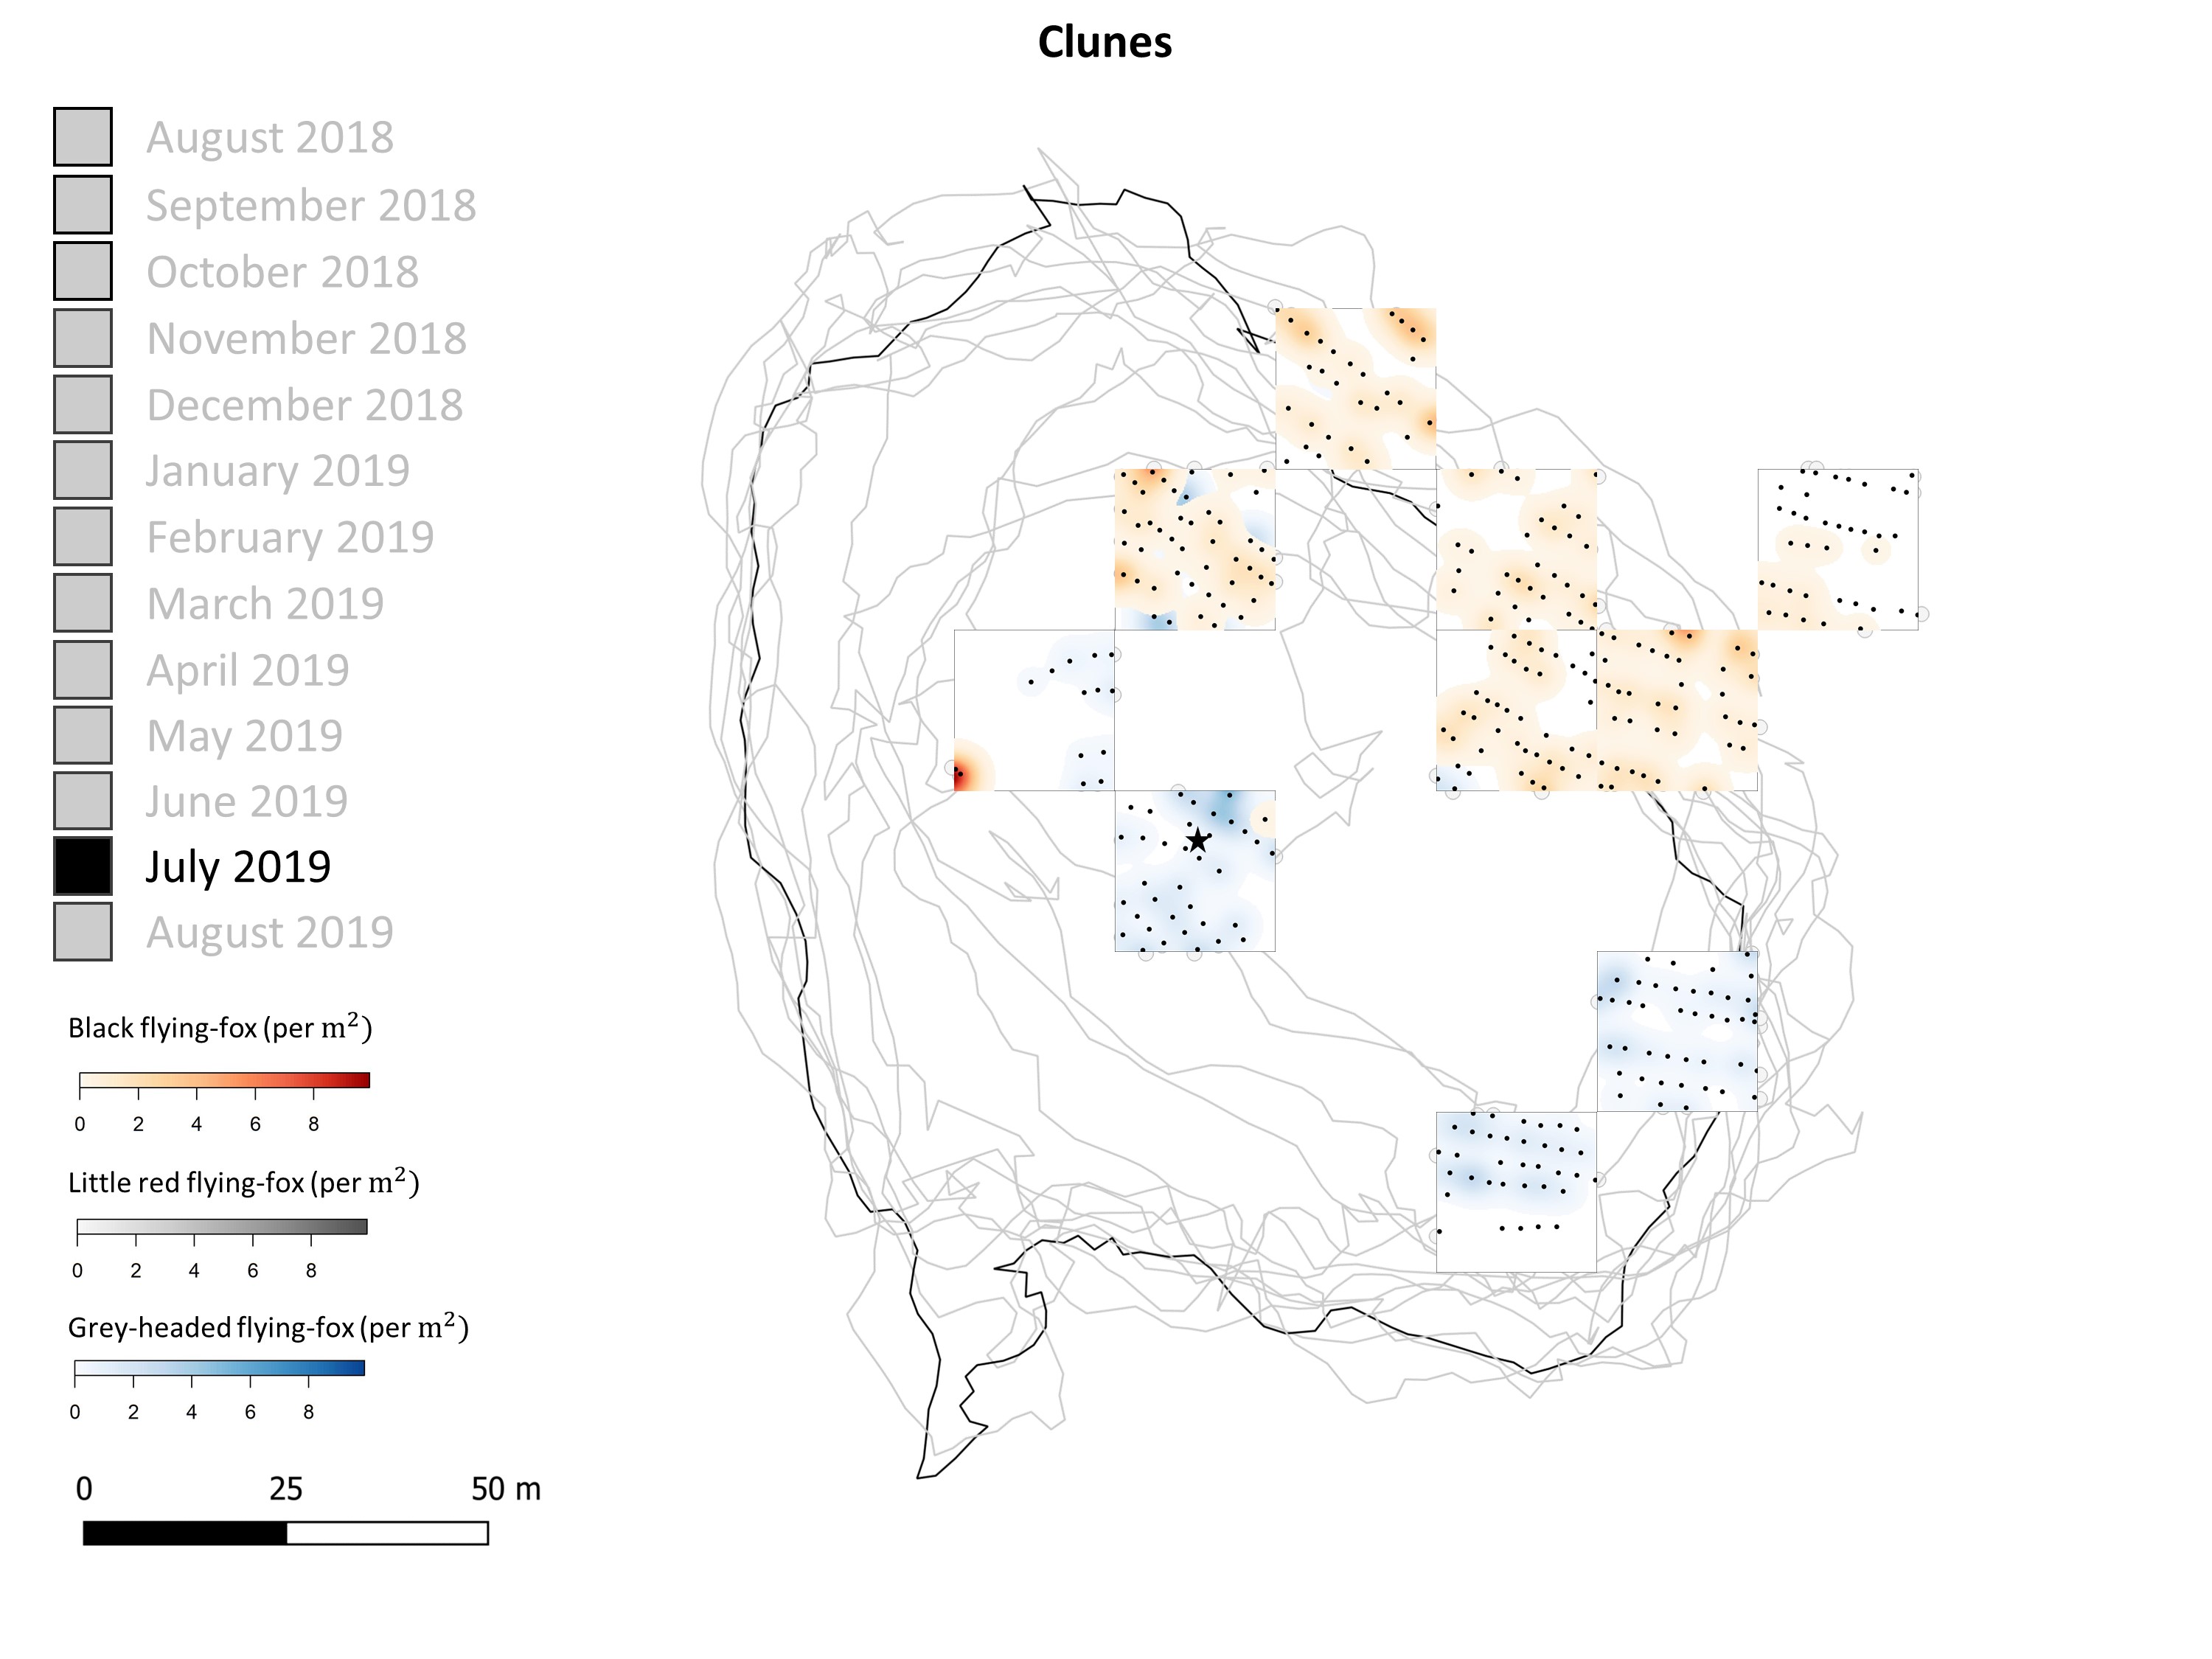 Clunes
August 2018
September 2018
October 2018
November 2018
December 2018
January 2019
February 2019
March 2019
April 2019
May 2019
June 2019
July 2019
August 2019
Black flying-fox (per m²)
0 2 4 6 8
Little red flying-fox (per m²)
0 2 4 6 8
Grey-headed flying-fox (per m²)
0 2 4 6 8
0 25 50 m